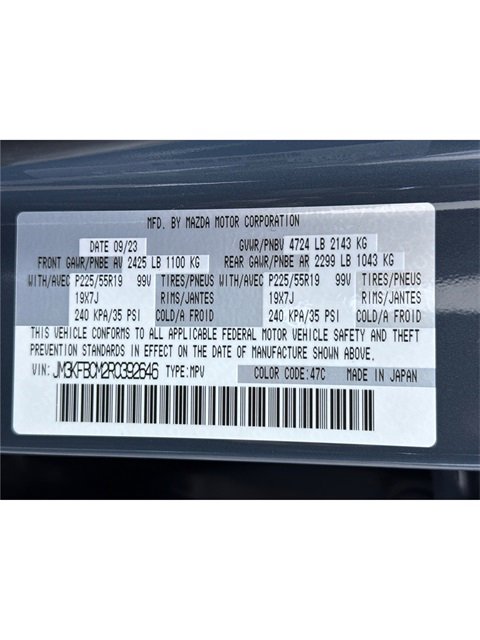 MFD. BY MAZDA MOTOR CORPORATION
DATE 09/23 GVWR/PNBV 4724 LB 2143 KG
FRONT GAWR/PNBE AV 2425 LB 1100 KG REAR GAWR/PNBE AR 2299 LB 1043 KG
WITH/AVEC P225/55R19 99V TIRES/PNEUS WITH/AVEC P225/55R19 99V TIRES/PNEUS
19X7J RIMS/JANTES 19X7J RIMS/JANTES
240 KPA/35 PSI COLD/A FROID 240 KPA/35 PSI COLD/A FROID
THIS VEHICLE CONFORMS TO ALL APPLICABLE FEDERAL MOTOR VEHICLE SAFETY AND THEFT
PREVENTION STANDARDS IN EFFECT ON THE DATE OF MANUFACTURE SHOWN ABOVE.
VIN: JM3KFBCM2R0392646 TYPE:MPV COLOR CODE:47C MADE IN JAPAN